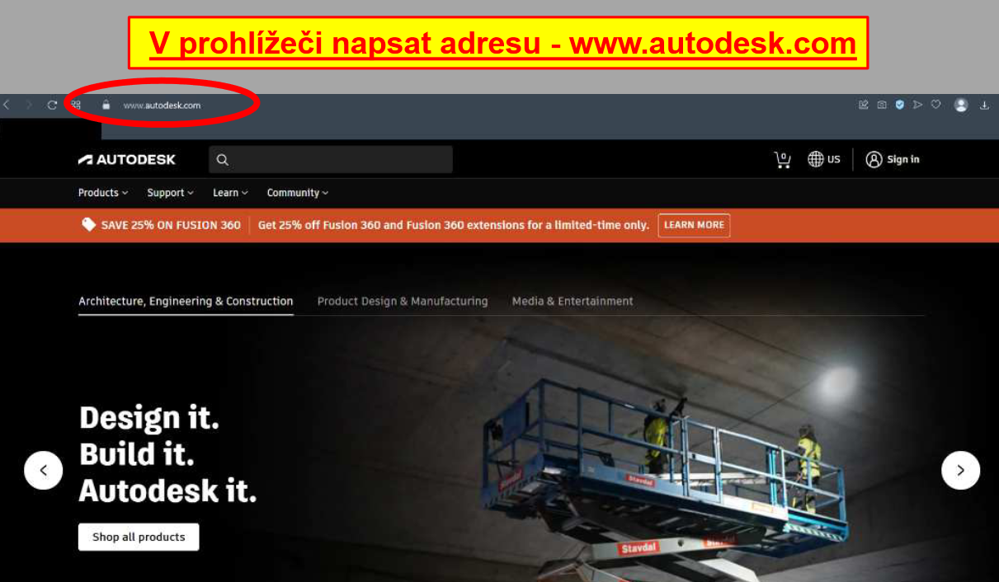 V prohlížeči napsat adresu - www.autodesk.com
www.autodesk.com
AUTODESK
0
US
Sign in
Products
Support
Learn
Community
SAVE 25% ON FUSION 360
Get 25% off Fusion 360 and Fusion 360 extensions for a limited-time only.
LEARN MORE
Architecture, Engineering & Construction
Product Design & Manufacturing
Media & Entertainment
Design it.
Build it.
Autodesk it.
Shop all products
Stavdal
Stavdal